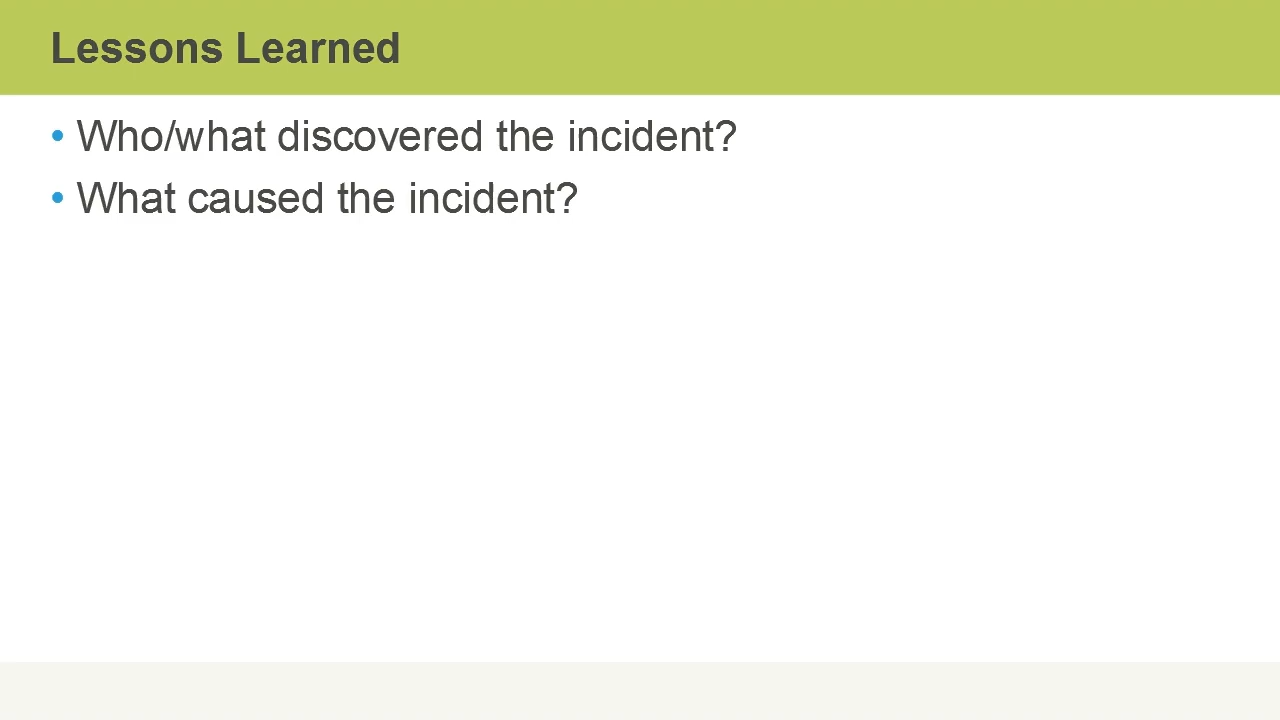 Lessons Learned
• Who/what discovered the incident?
• What caused the incident?